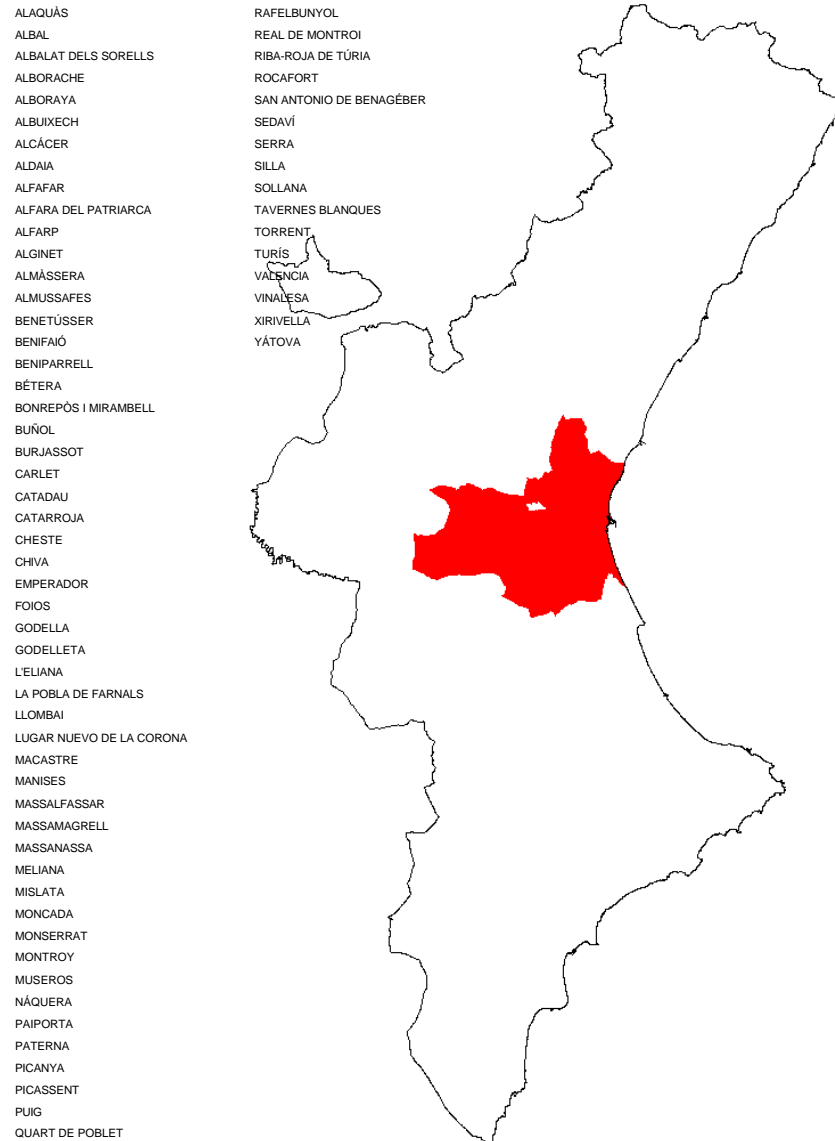 ALAQUÀS
ALBAL
ALBALAT DELS SORELLS
ALBORACHE
ALBORAYA
ALBUIXECH
ALCÁCER
ALDAIA
ALFAFAR
ALFARA DEL PATRIARCA
ALFARP
ALGINET
ALMÀSSERA
ALMUSSAFES
BENETÚSSER
BENIFAIÓ
BENIPARRELL
BÉTERA
BONREPÒS I MIRAMBELL
BUÑOL
BURJASSOT
CARLET
CATADAU
CATARROJA
CHESTE
CHIVA
EMPERADOR
FOIOS
GODELLA
GODELLETA
L'ELIANA
LA POBLA DE FARNALS
LLOMBAI
LUGAR NUEVO DE LA CORONA
MACASTRE
MANISES
MASSALFASSAR
MASSAMAGRELL
MASSANASSA
MELIANA
MISLATA
MONCADA
MONSERRAT
MONTROY
MUSEROS
NÁQUERA
PAIPORTA
PATERNA
PICANYA
PICASSENT
PUIG
QUART DE POBLET
RAFELBUNYOL
REAL DE MONTROI
RIBA-ROJA DE TÚRIA
ROCAFORT
SAN ANTONIO DE BENAGÉBER
SEDAVÍ
SERRA
SILLA
SOLLANA
TAVERNES BLANQUES
TORRENT
TURÍS
VALENCIA
VINALESA
XIRIVELLA
YÁTOVA